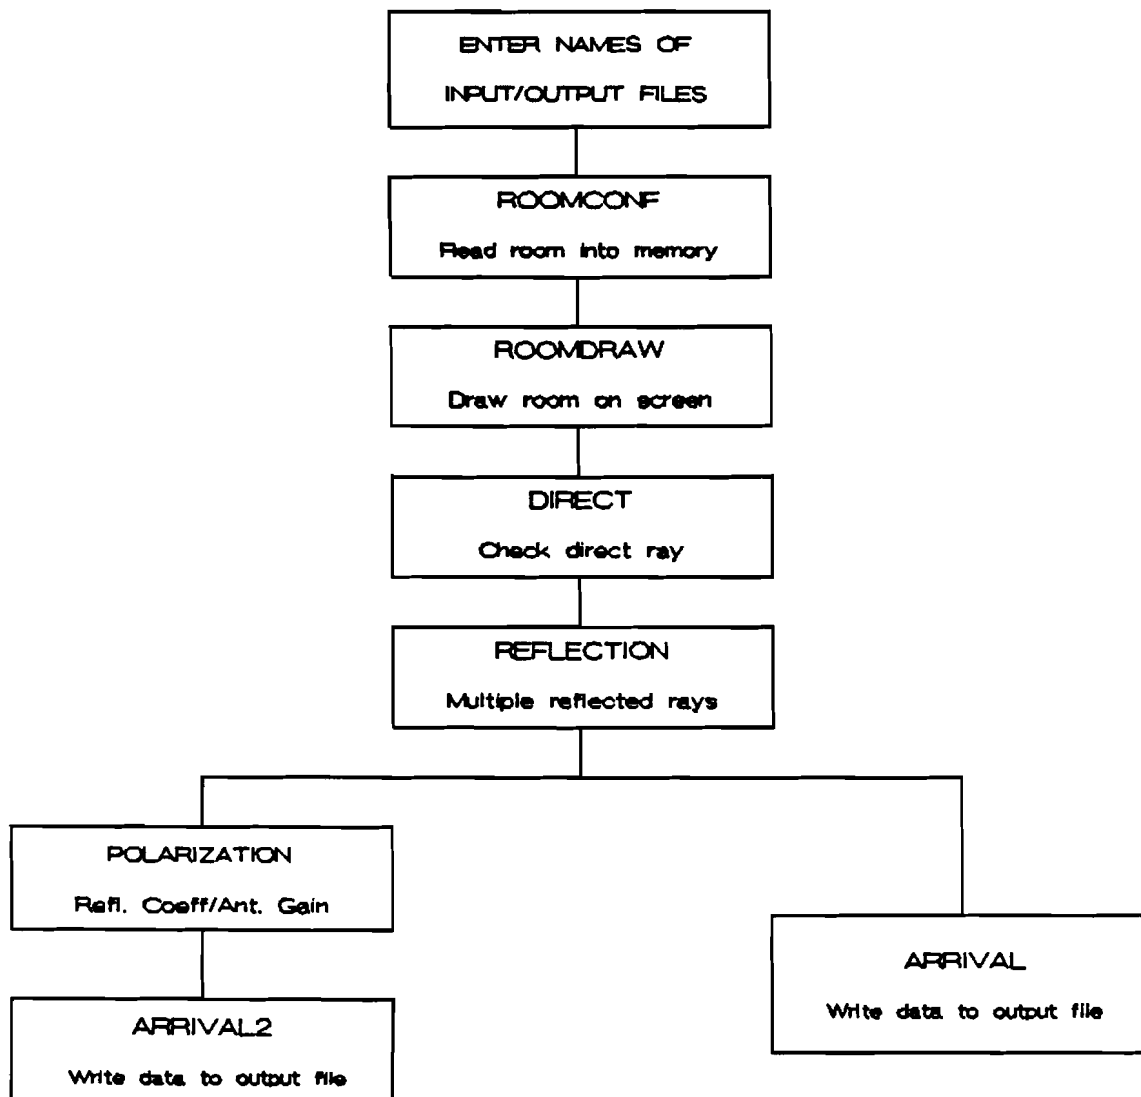 ENTER NAMES OF
INPUT/OUTPUT FILES
ROOMCONF
Read room into memory
ROOMDRAW
Draw room on screen
DIRECT
Check direct ray
REFLECTION
Multiple reflected rays
POLARIZATION
Refl. Coeff/Ant. Gain
ARRIVAL
Write data to output file
ARRIVAL2
Write data to output file